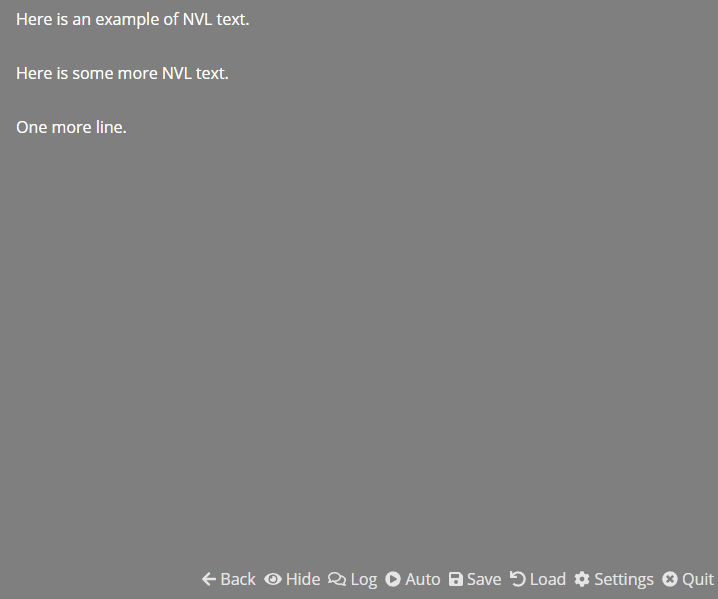 Here is an example of NVL text.
Here is some more NVL text.
One more line.
Back Hide Log Auto Save Load Settings Quit